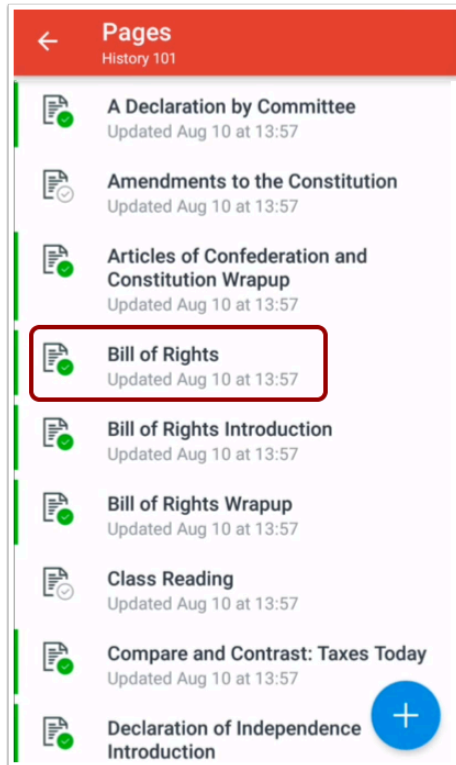 Pages
History 101
A Declaration by Committee
Updated Aug 10 at 13:57
Amendments to the Constitution
Updated Aug 10 at 13:57
Articles of Confederation and
Constitution Wrapup
Updated Aug 10 at 13:57
Bill of Rights
Updated Aug 10 at 13:57
Bill of Rights Introduction
Updated Aug 10 at 13:57
Bill of Rights Wrapup
Updated Aug 10 at 13:57
Class Reading
Updated Aug 10 at 13:57
Compare and Contrast: Taxes Today
Updated Aug 10 at 13:57
Declaration of Independence
Introduction